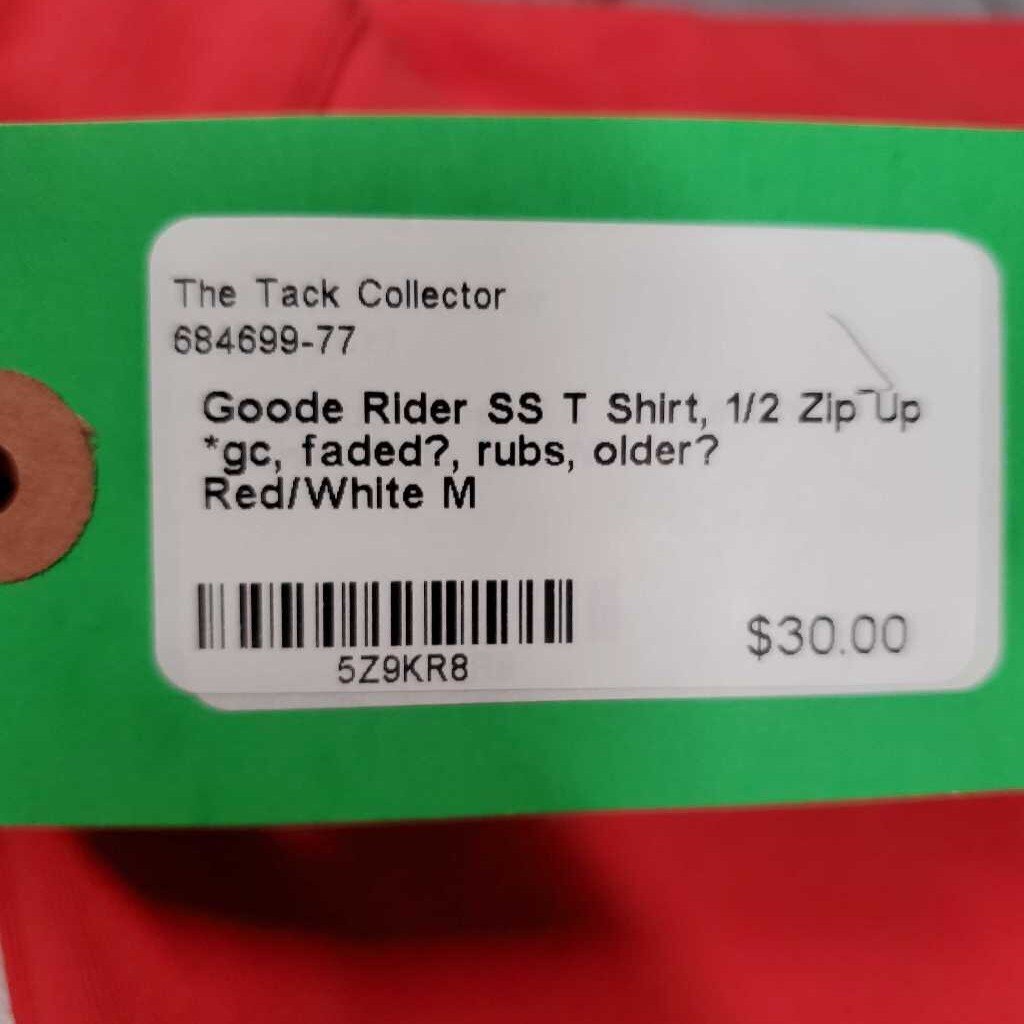 The Tack Collector
684699-77
Goode Rider SS T Shirt, 1/2 Zip Up
*gc, faded?, rubs, older?
Red/White M
5Z9KR8
$30.00